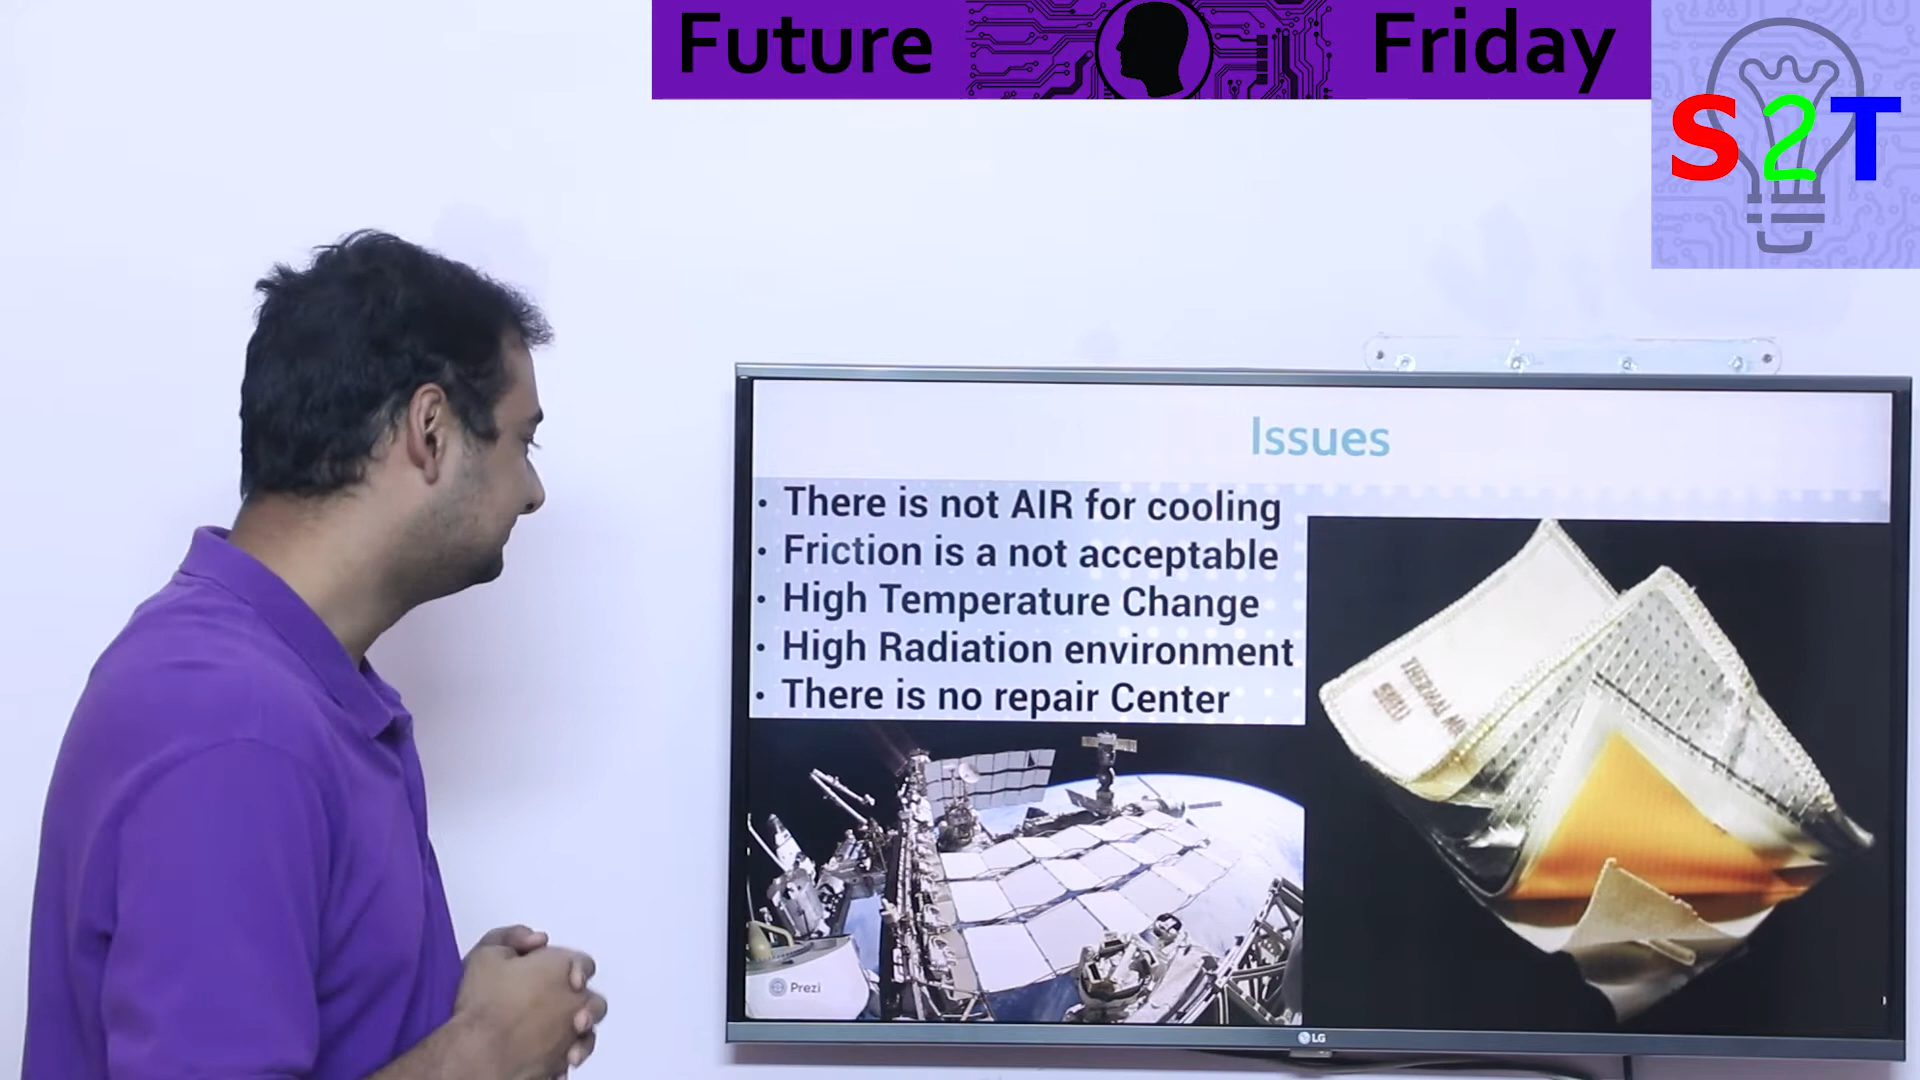 Future Friday
S2T
Issues
• There is not AIR for cooling
• Friction is a not acceptable
• High Temperature Change
• High Radiation environment
• There is no repair Center
THERMAL
Prezi
LG